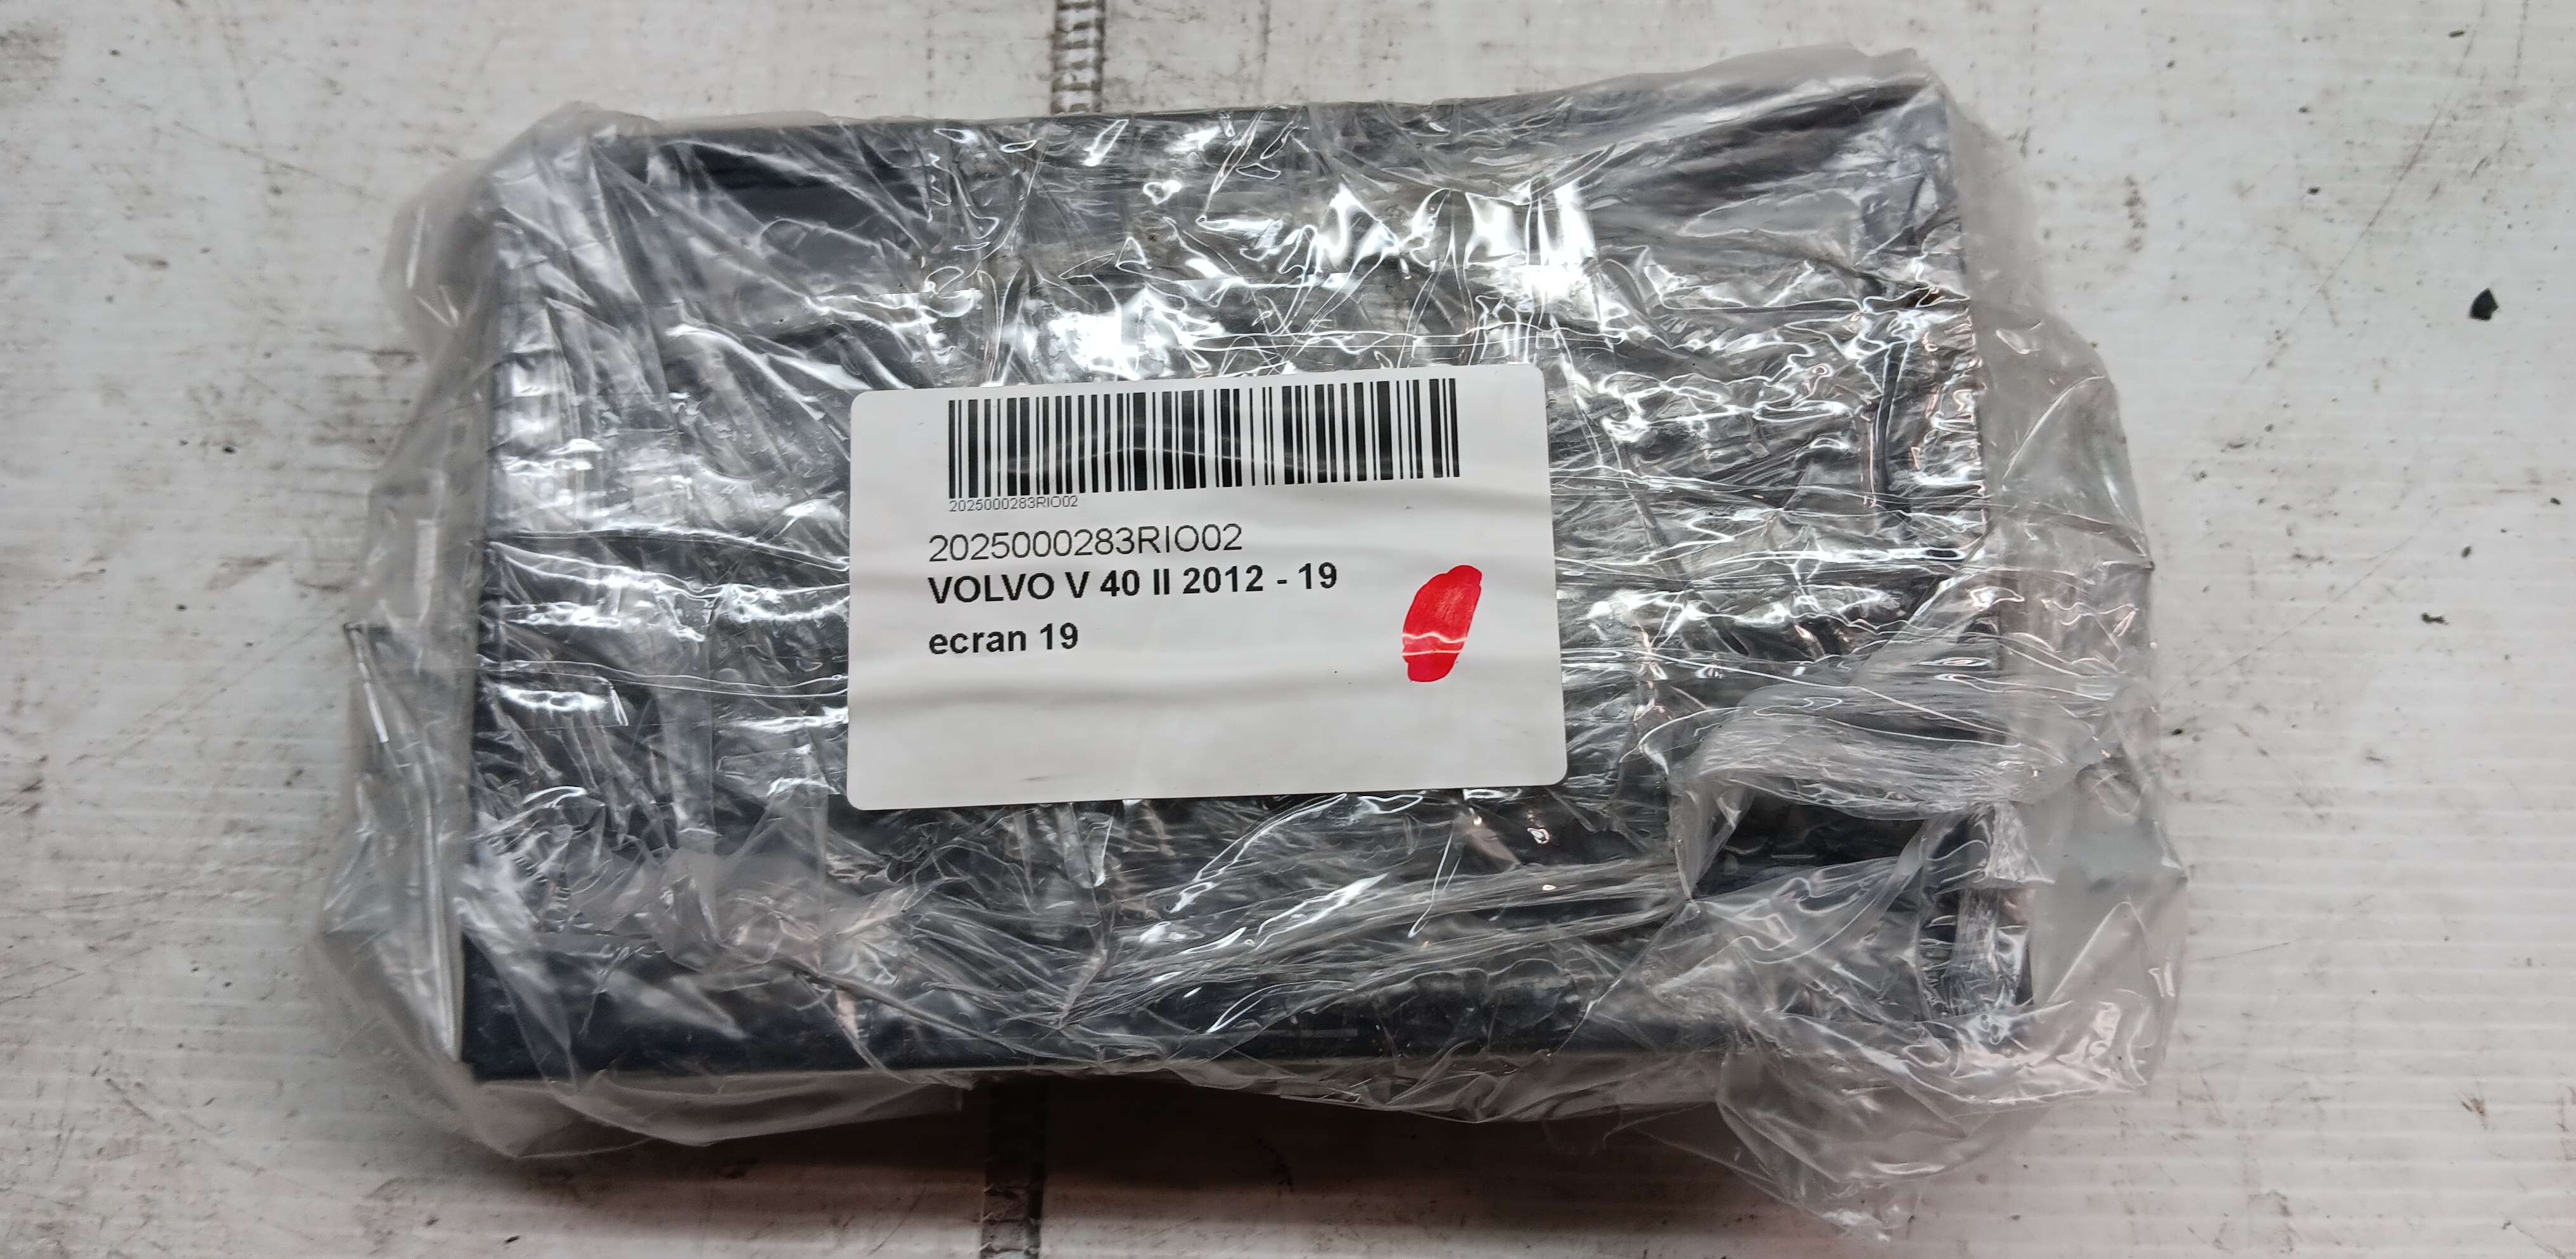 2025000283RIO02
2025000283RIO02
VOLVO V 40 II 2012 - 19
ecran 19